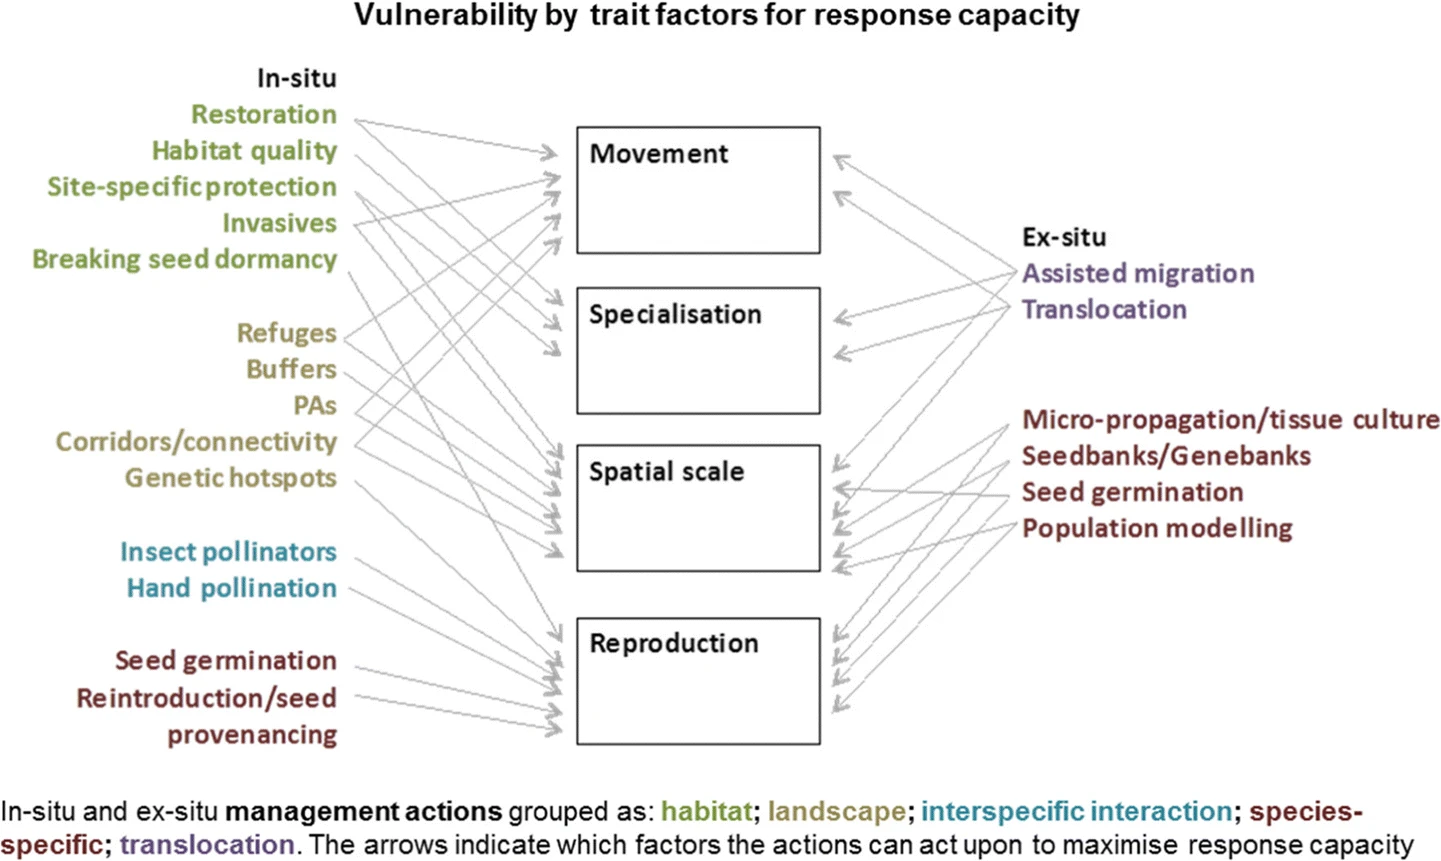 Vulnerability by trait factors for response capacity
In-situ
Restoration
Habitat quality
Site-specific protection
Invasives
Breaking seed dormancy
Refuges
Buffers
PAs
Corridors/connectivity
Genetic hotspots
Insect pollinators
Hand pollination
Seed germination
Reintroduction/seed
provenancing
Movement
Specialisation
Spatial scale
Reproduction
Ex-situ
Assisted migration
Translocation
Micro-propagation/tissue culture
Seedbanks/Genebanks
Seed germination
Population modelling
In-situ and ex-situ management actions grouped as: habitat; landscape; interspecific interaction; species-
specific; translocation. The arrows indicate which factors the actions can act upon to maximise response capacity